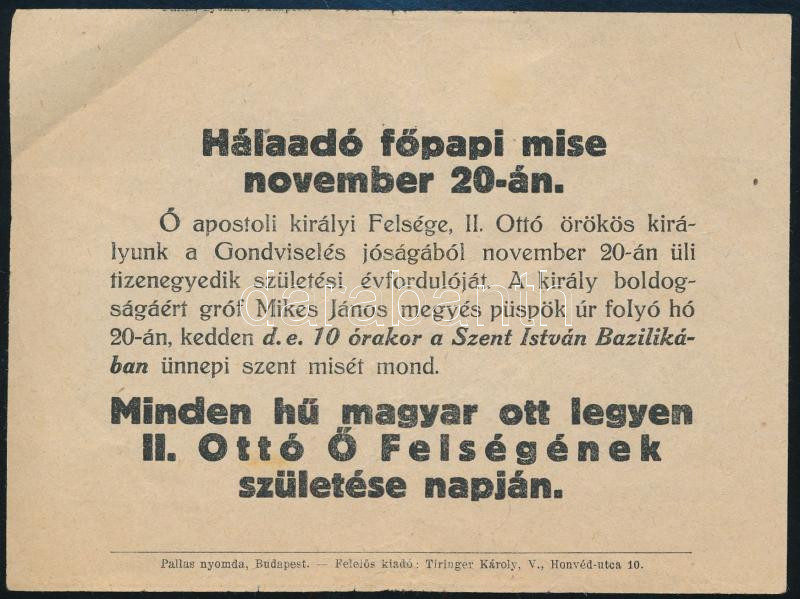 Hálaadó főpapi mise
november 20-án.
Ő apostoli királyi Felsége, II. Ottó örökös kirá-
lyunk a Gondviselés jóságából november 20-án üli
tizenegyedik születési évfordulóját. A király boldog-
ságáért gróf Mikes János megyés püspök úr folyó hó
20-án, kedden d. e. 10 órakor a Szent István Baziliká-
ban ünnepi szent misét mond.
Minden hű magyar ott legyen
II. Ottó Ő Felségének
születése napján.
Pallas nyomda, Budapest. — Felelős kiadó: Tiringer Károly, V., Honvéd-utca 10.
darabanth